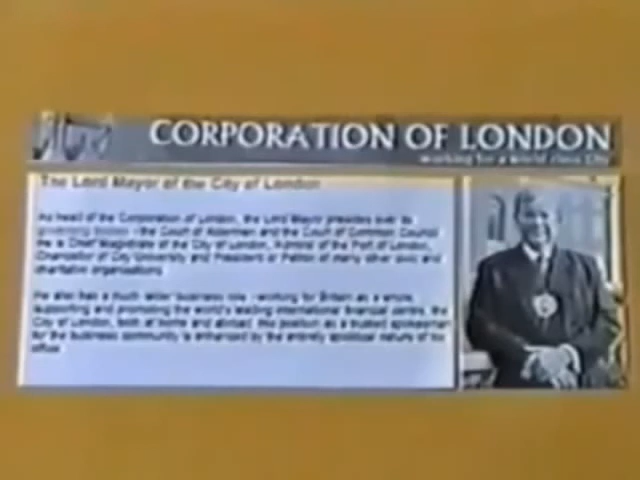 CORPORATION OF LONDON
working for a world class City
The Lord Mayor of the City of London
As head of the Corporation of London, the Lord Mayor presides over its
governing bodies - the Court of Aldermen and the Court of Common Council.
He is Chief Magistrate of the City of London, Admiral of the Port of London,
Chancellor of City University and President or Patron of many other civic and
charitable organisations.
He also has a much wider business role - working for Britain as a whole,
supporting and promoting the world's leading international financial centre, the
City of London, both at home and abroad. His position as a trusted spokesman
for the business community is enhanced by the entirely apolitical nature of his
office.